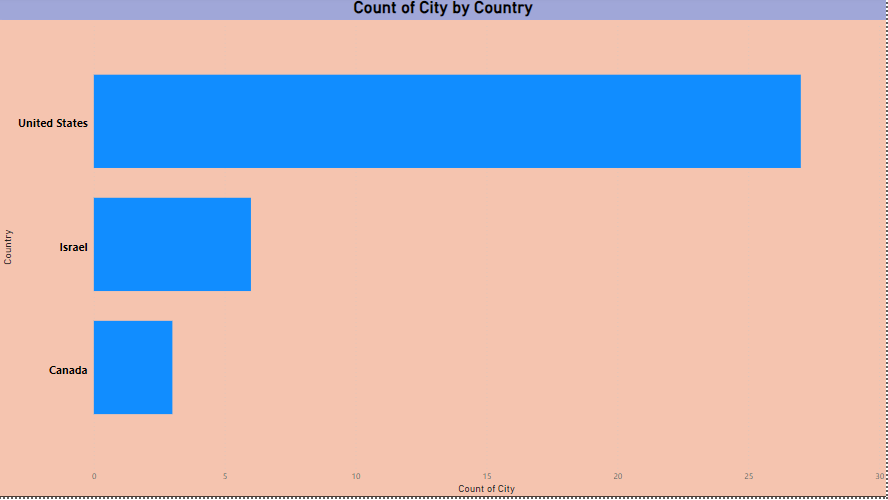 Count of City by Country
United States
Israel
Canada
Country
0 5 10 15 20 25 30
Count of City